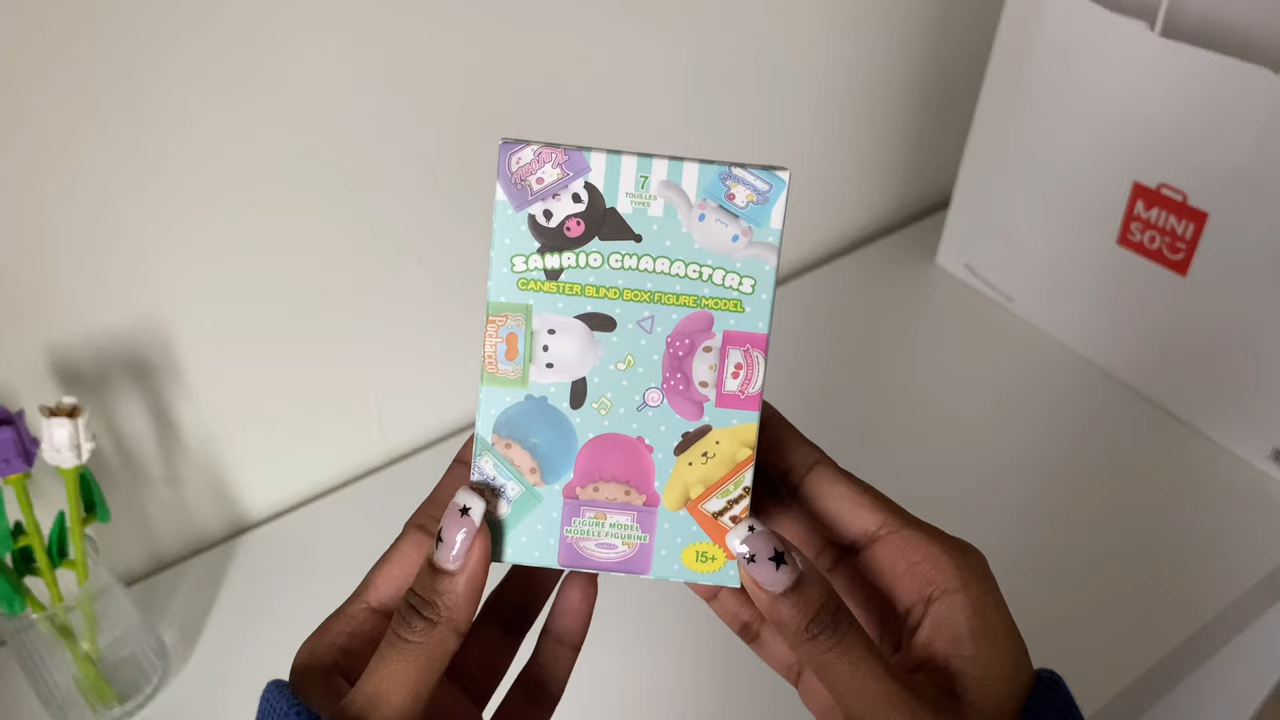 Kuromi
7
TOUS LES
TYPES
SANRIO CHARACTERS
CANISTER BLIND BOX FIGURE MODEL
Pochacco
FIGURE MODEL
MODÈLE FIGURINE
15+
MINI
SO